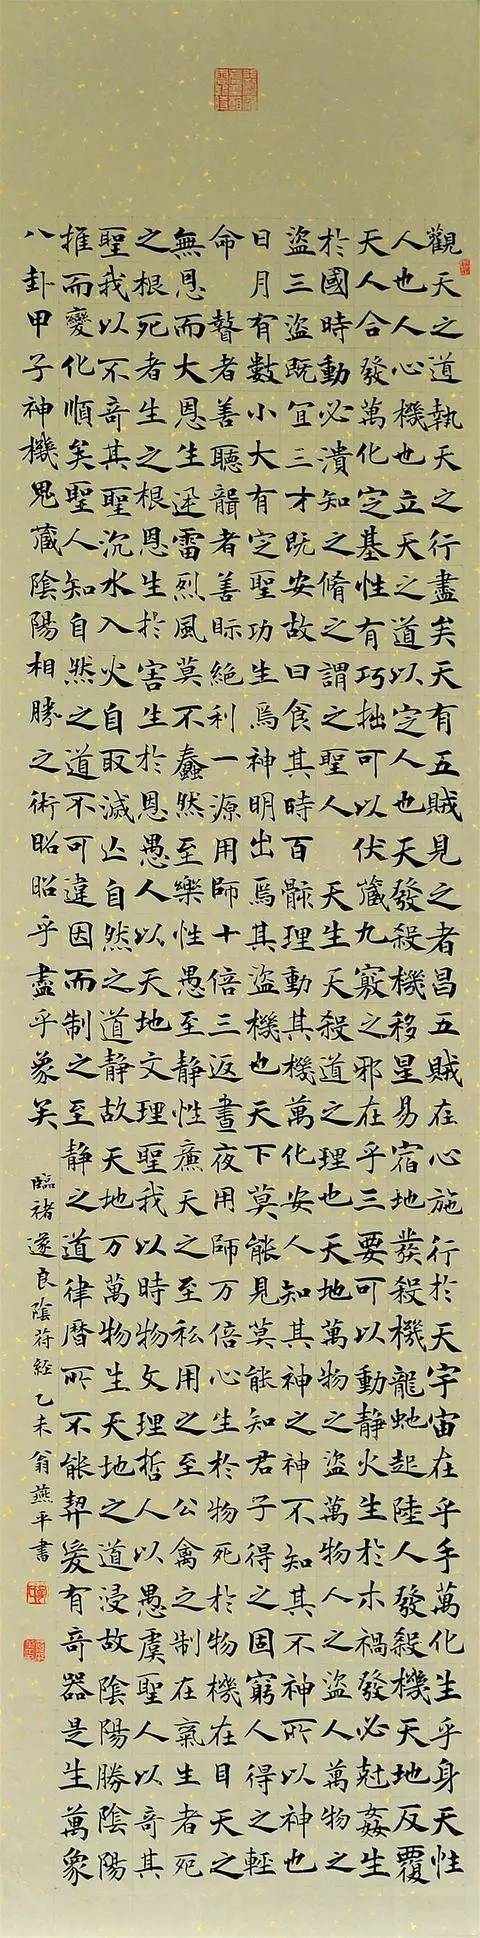 觀天之道執天之行盡矣天有五賊見之者昌五賊在心施行於天宇宙在乎手萬化生乎身天性
人也人心機也立天之道以定人也天發殺機移星易宿地發殺機龍虵起陸人發殺機天地反覆
天人合發萬化定基性有巧拙可以伏藏九竅之邪在乎三要可以動靜火生於木禍發必尅姦生
於國時動必潰知之脩之謂之聖人 天生天殺道之理也天地萬物之盜萬物人之盜人萬物之
盜三盜既宜三才既安故曰食其時百骸理動其機萬化安人知其神之神不知其不神所以神也
日月有數小大有定聖功生焉神明出焉其盜機也天下莫能見莫能知君子得之固窮人得之輕
命 瞽者善聽聾者善眎絕利一源用師十倍三返晝夜用師万倍心生於物死於物機在目天之
無恩而大恩生迅雷烈風莫不蠢然至樂性愚至靜性廉天之至私用之至公禽之制在氣生者死
之根死者生之根恩生於害生於恩愚人以天地文理聖我以時物文理哲人以愚虞聖人以奇其
聖我以不奇其聖沉水入火自取滅亡自然之道靜故天地万萬物生天地之道浸故陰陽勝陰陽
推而變化順矣聖人知自然之道不可違因而制之至靜之道律曆所不能契爰有奇器是生萬象
八卦甲子神機鬼藏陰陽相勝之術昭昭乎盡乎象矣
臨褚遂良陰符經乙未翁燕平書